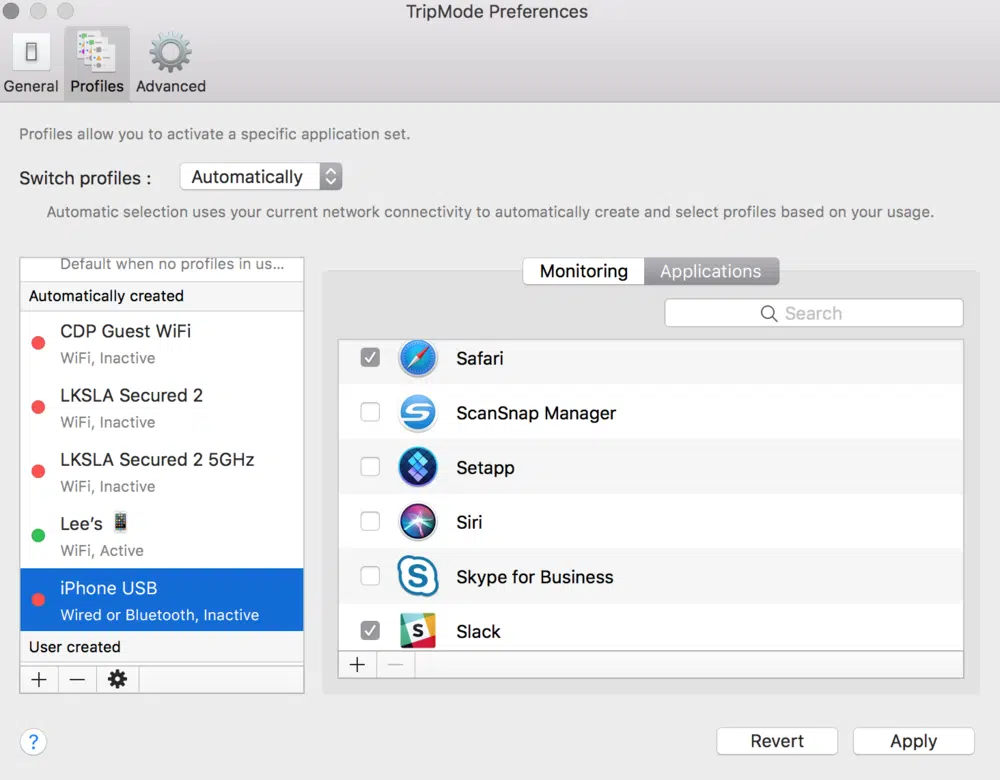 TripMode Preferences
General
Profiles
Advanced
Profiles allow you to activate a specific application set.
Switch profiles :
Automatically
Automatic selection uses your current network connectivity to automatically create and select profiles based on your usage.
Default when no profiles in us...
Automatically created
CDP Guest WiFi
WiFi, Inactive
LKSLA Secured 2
WiFi, Inactive
LKSLA Secured 2 5GHz
WiFi, Inactive
Lee’s 📱
WiFi, Active
iPhone USB
Wired or Bluetooth, Inactive
User created
Monitoring
Applications
Search
Safari
ScanSnap Manager
Setapp
Siri
Skype for Business
Slack
?
Revert
Apply